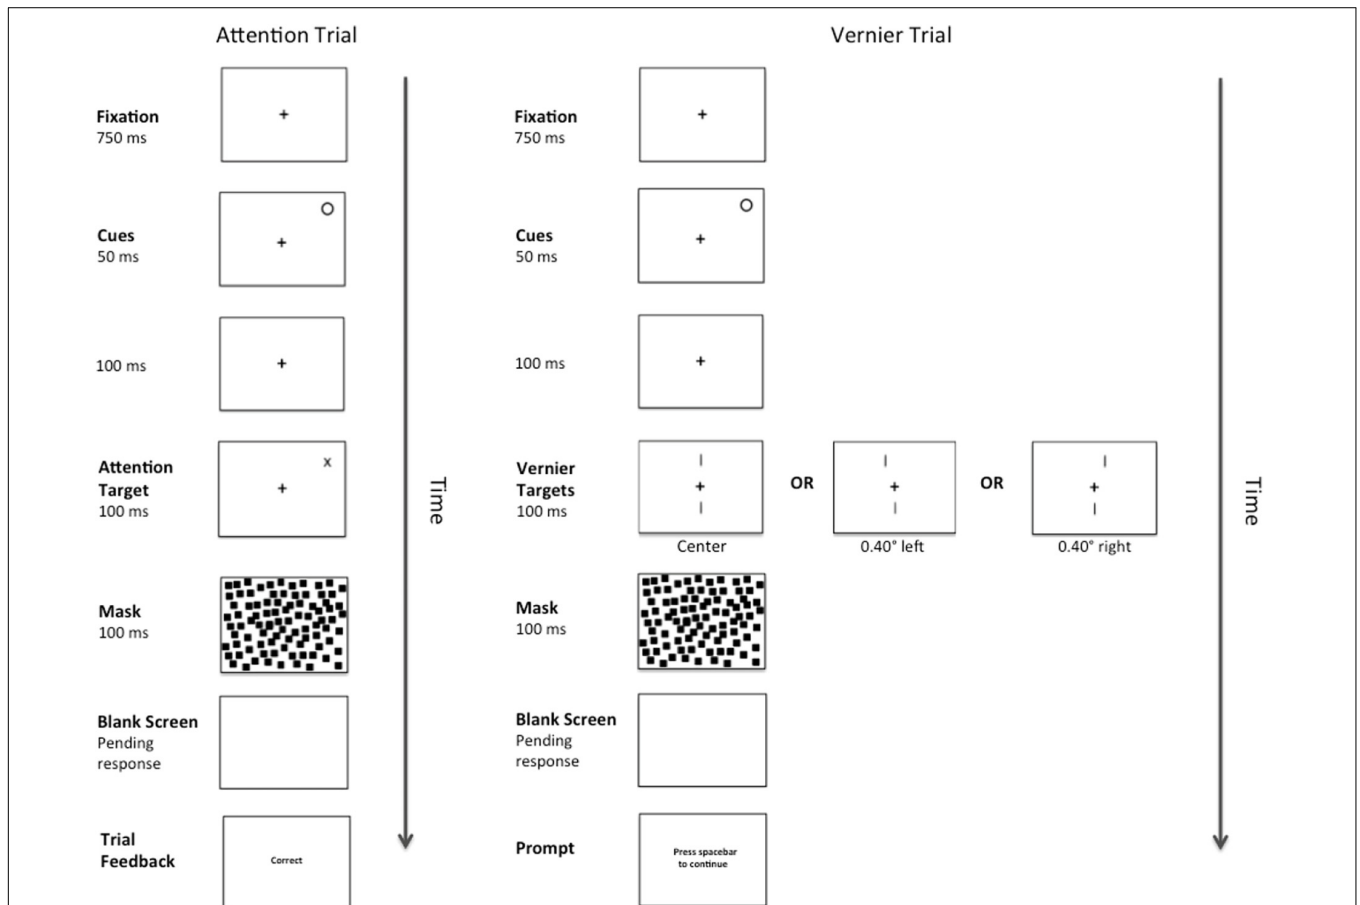 Attention Trial
Fixation
750 ms
Cues
50 ms
100 ms
Attention
Target
100 ms
x
Mask
100 ms
Blank Screen
Pending
response
Trial
Feedback
Correct
Time
Vernier Trial
Fixation
750 ms
Cues
50 ms
100 ms
Vernier
Targets
100 ms
OR
OR
Center
0.40° left
0.40° right
Mask
100 ms
Blank Screen
Pending
response
Prompt
Press spacebar
to continue
Time